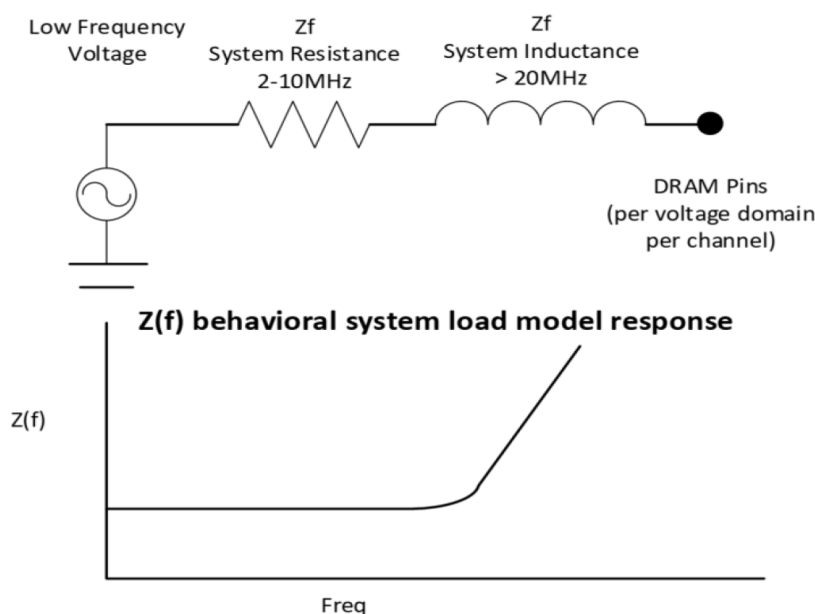 Low Frequency
Voltage
Zf
System Resistance
2-10MHz
Zf
System Inductance
> 20MHz
DRAM Pins
(per voltage domain
per channel)
Z(f) behavioral system load model response
Z(f)
Freq